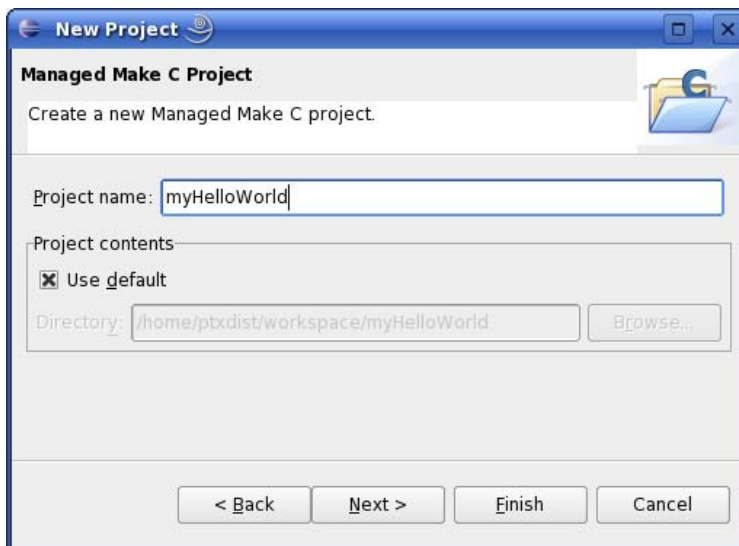 New Project
Managed Make C Project
Create a new Managed Make C project.
Project name: myHelloWorld
Project contents
Use default
Directory: /home/ptxdist/workspace/myHelloWorld Browse...
< Back Next > Finish Cancel